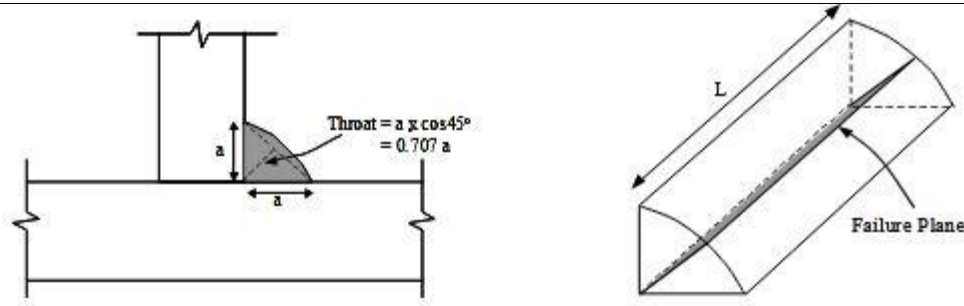 Throat = a x cos45°
= 0.707 a
a
a
L
Failure Plane